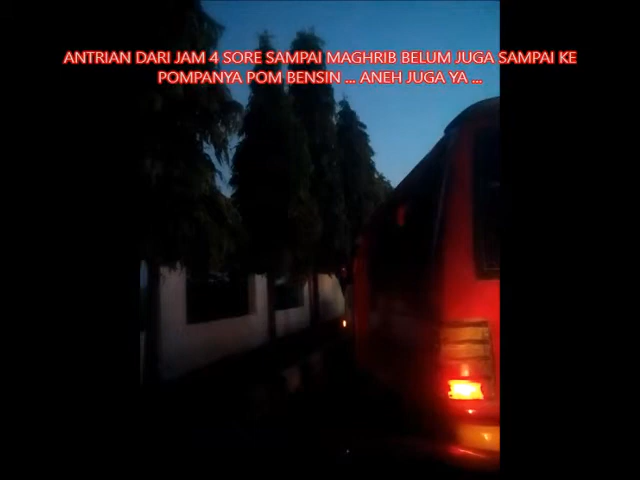 ANTRIAN DARI JAM 4 SORE SAMPAI MAGHRIB BELUM JUGA SAMPAI KE
POMPANYA POM BENSIN ... ANEH JUGA YA ...